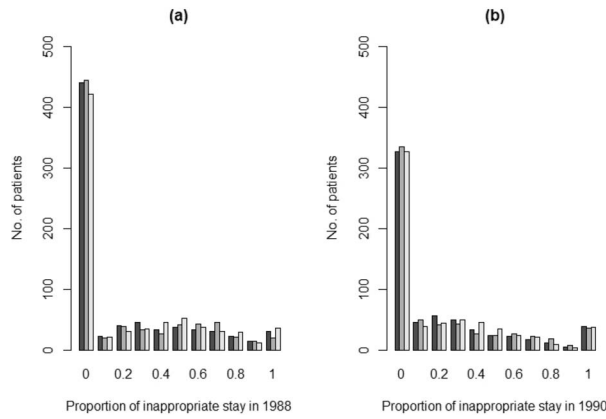 (a)
(b)
No. of patients
500
400
300
200
100
0
0 0.2 0.4 0.6 0.8 1
Proportion of inappropriate stay in 1988
No. of patients
500
400
300
200
100
0
0 0.2 0.4 0.6 0.8 1
Proportion of inappropriate stay in 1990